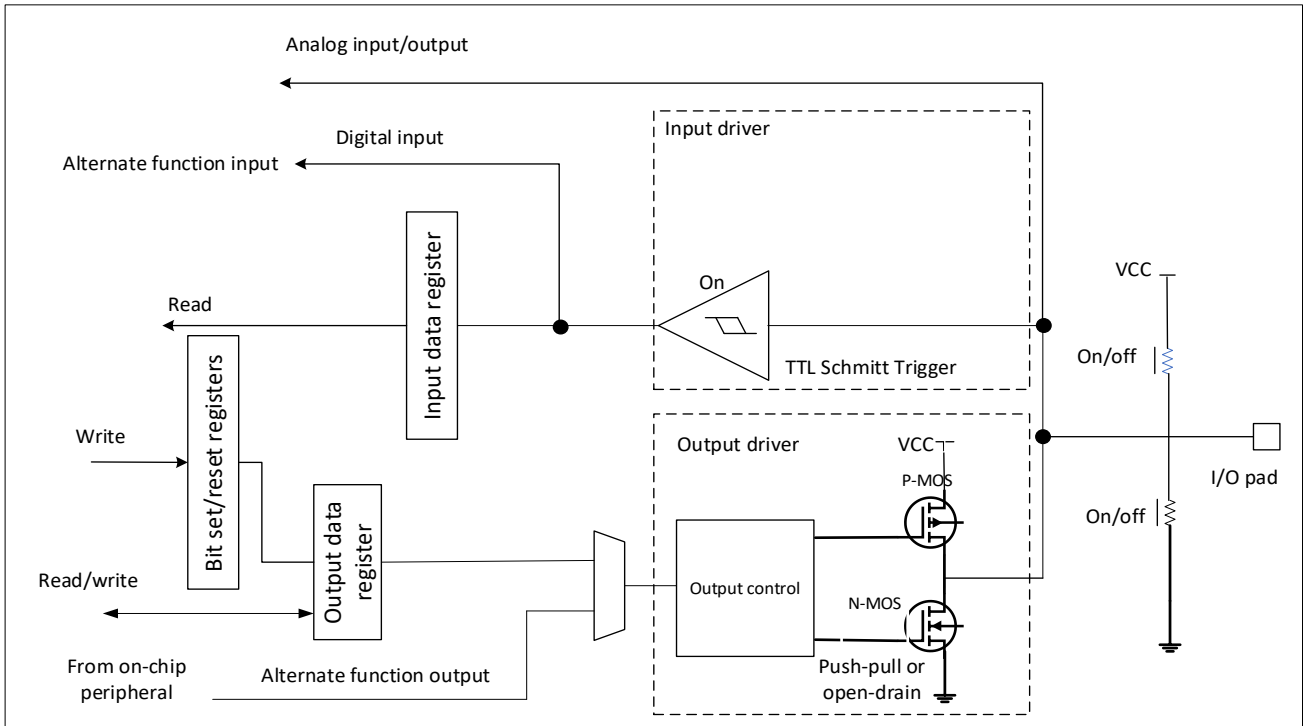 Analog input/output
Input driver
Digital input
Alternate function input
Input data register
On
VCC
Read
On/off
TTL Schmitt Trigger
Bit set/reset registers
Write
Output driver
VCC
P-MOS
I/O pad
On/off
Output data
register
Read/write
Output control
N-MOS
From on-chip
peripheral
Alternate function output
Push-pull or
open-drain